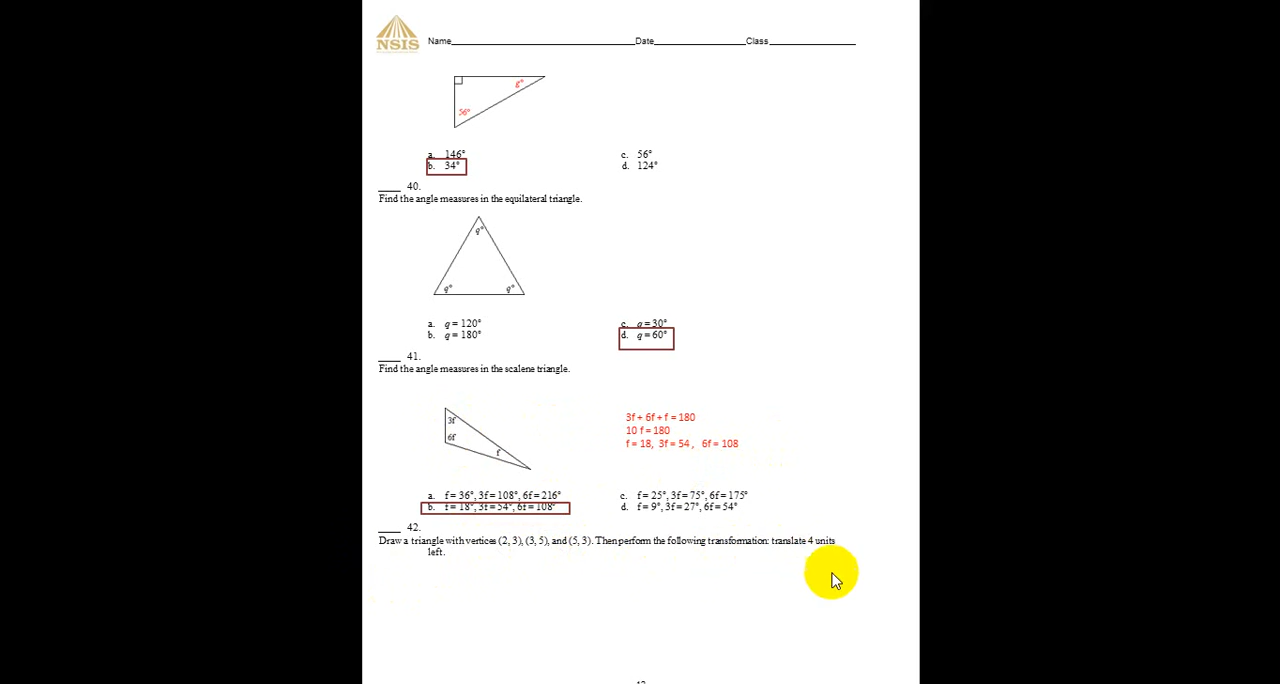 NSIS
Name Date Class
g°
56°
a. 146°
b. 34°
c. 56°
d. 124°
40.
Find the angle measures in the equilateral triangle.
q°
q° q°
a. q = 120°
b. q = 180°
c. q = 30°
d. q = 60°
41.
Find the angle measures in the scalene triangle.
3f
6f
f
3f + 6f + f = 180
10 f = 180
f = 18, 3f = 54 , 6f = 108
a. f = 36°, 3f = 108°, 6f = 216°
b. f = 18°, 3f = 54°, 6f = 108°
c. f = 25°, 3f = 75°, 6f = 175°
d. f = 9°, 3f = 27°, 6f = 54°
42.
Draw a triangle with vertices (2, 3), (3, 5), and (5, 3). Then perform the following transformation: translate 4 units
left.